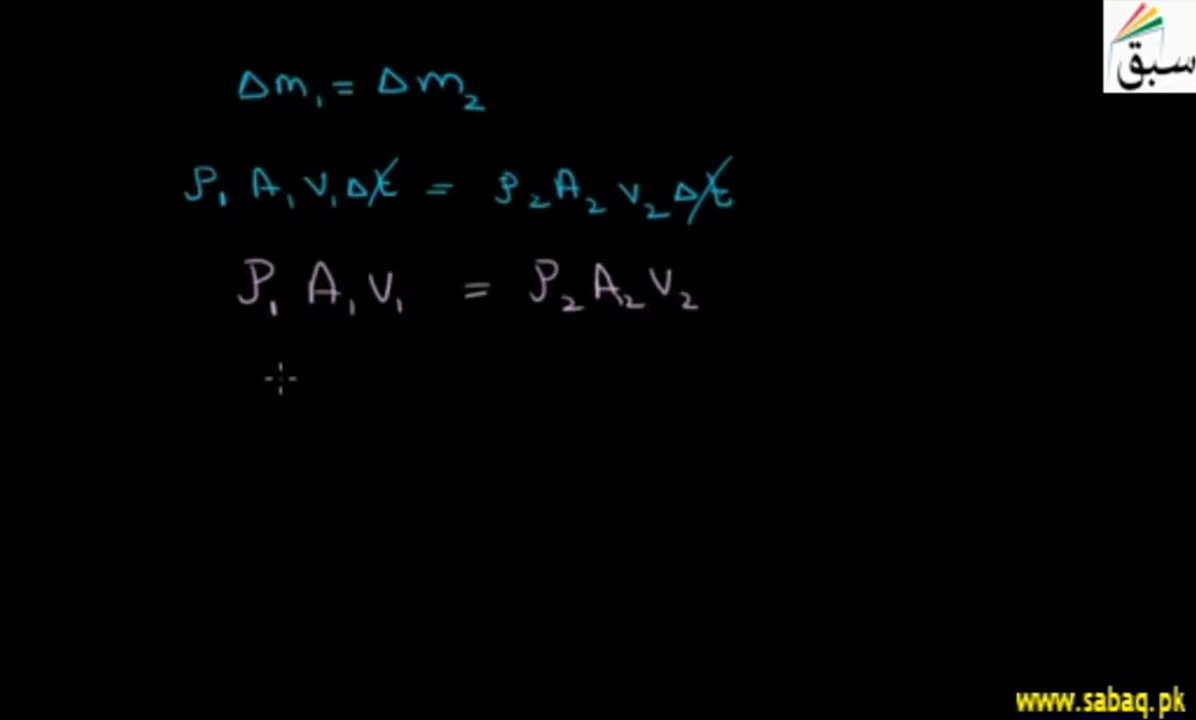 سبق
Δm₁ = Δm₂
ρ₁ A₁ V₁ Δt = ρ₂ A₂ V₂ Δt
ρ₁ A₁ V₁ = ρ₂ A₂ V₂
www.sabaq.pk